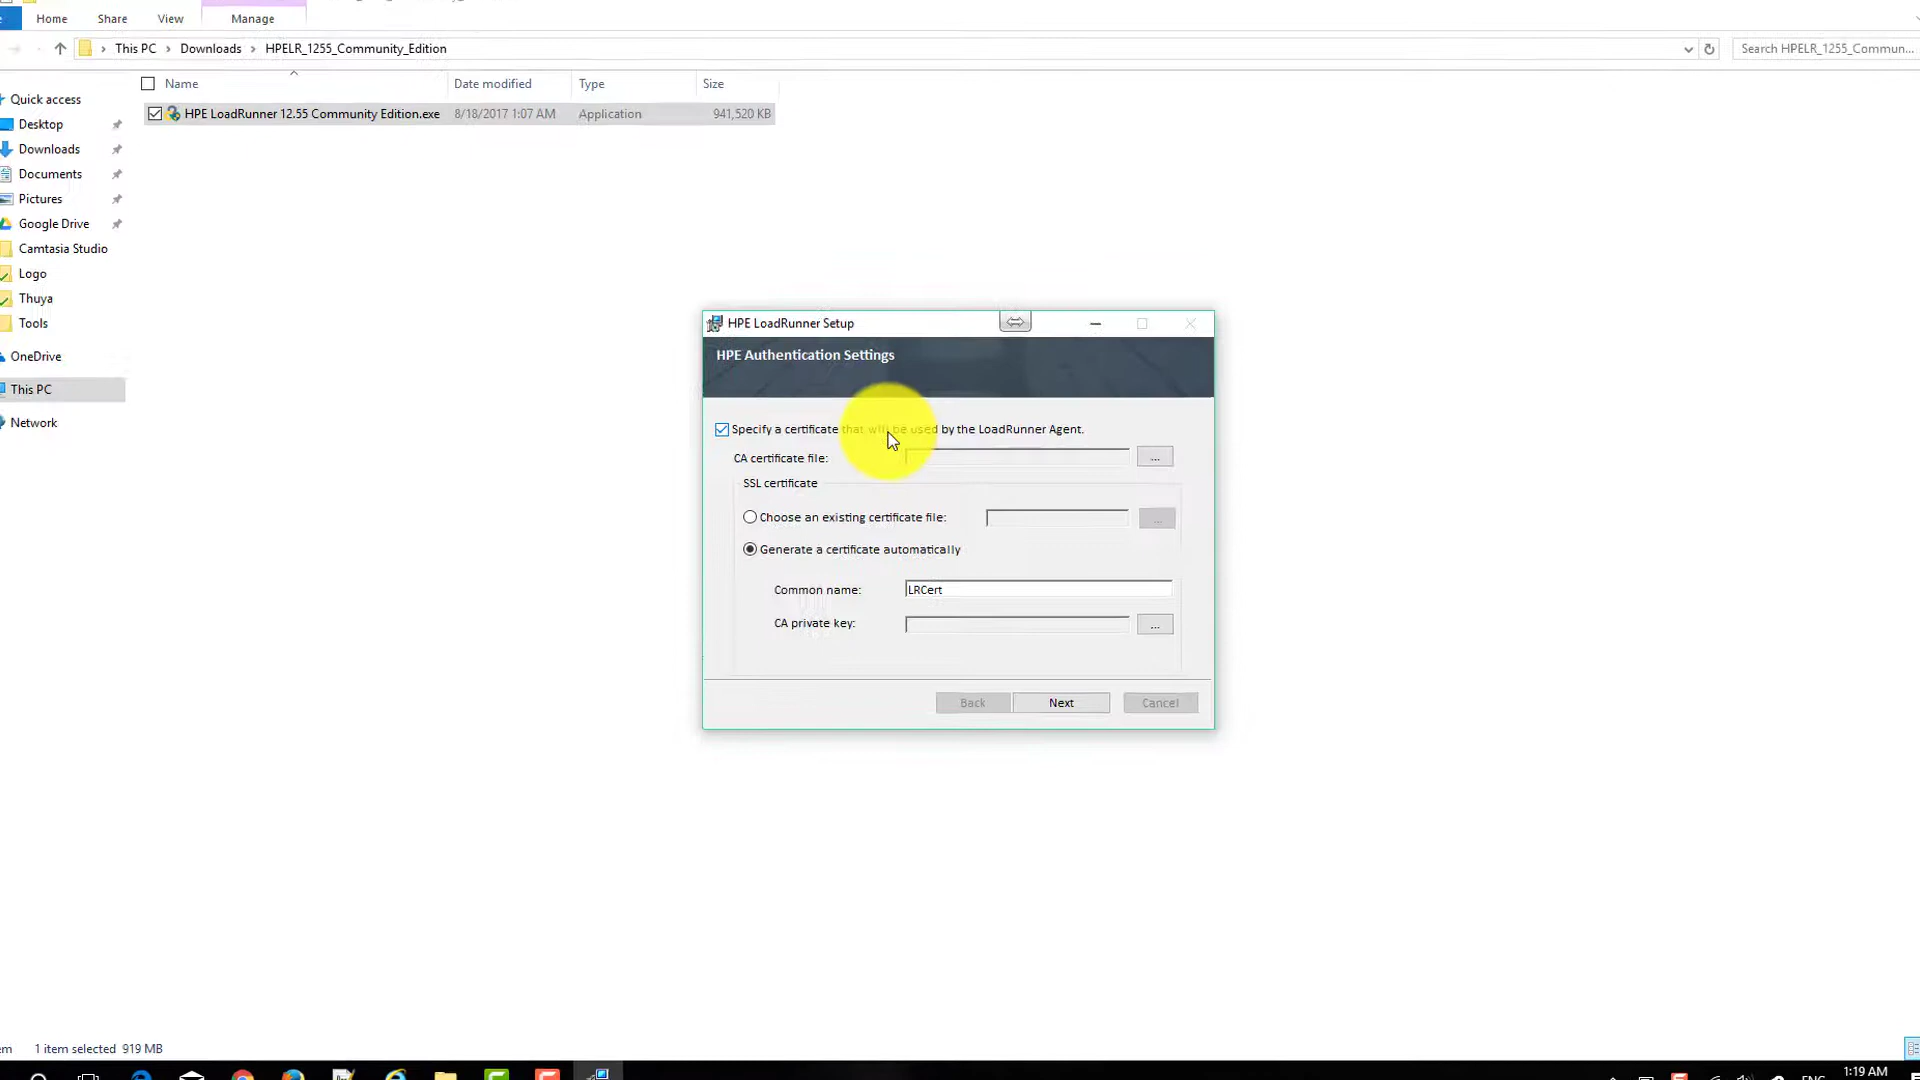 Home Share View Manage
This PC Downloads HPELR_1255_Community_Edition Search HPELR_1255_Commun...
Name Date modified Type Size
HPE LoadRunner 12.55 Community Edition.exe 8/18/2017 1:07 AM Application 941,520 KB
Quick access
Desktop
Downloads
Documents
Pictures
Google Drive
Camtasia Studio
Logo
Thuya
Tools
OneDrive
This PC
Network
HPE LoadRunner Setup
HPE Authentication Settings
Specify a certificate that will be used by the LoadRunner Agent.
CA certificate file: ...
SSL certificate
Choose an existing certificate file: ...
Generate a certificate automatically
Common name: LRCert
CA private key: ...
Back Next Cancel
1 item selected 919 MB
ENG 1:19 AM